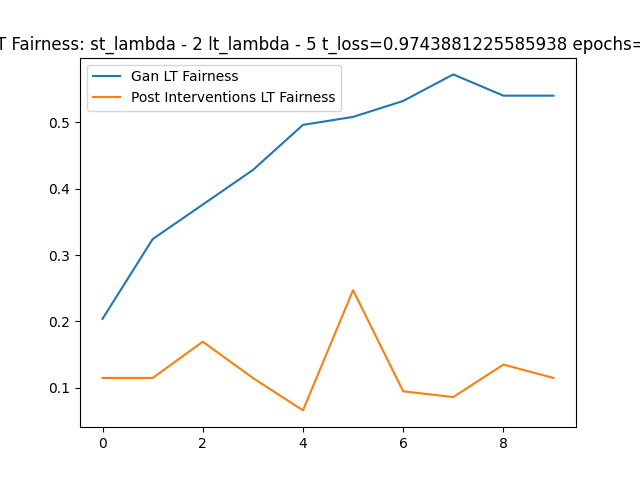 T Fairness: st_lambda - 2 lt_lambda - 5 t_loss=0.9743881225585938 epochs=
Gan LT Fairness
Post Interventions LT Fairness
0.5
0.4
0.3
0.2
0.1
0 2 4 6 8